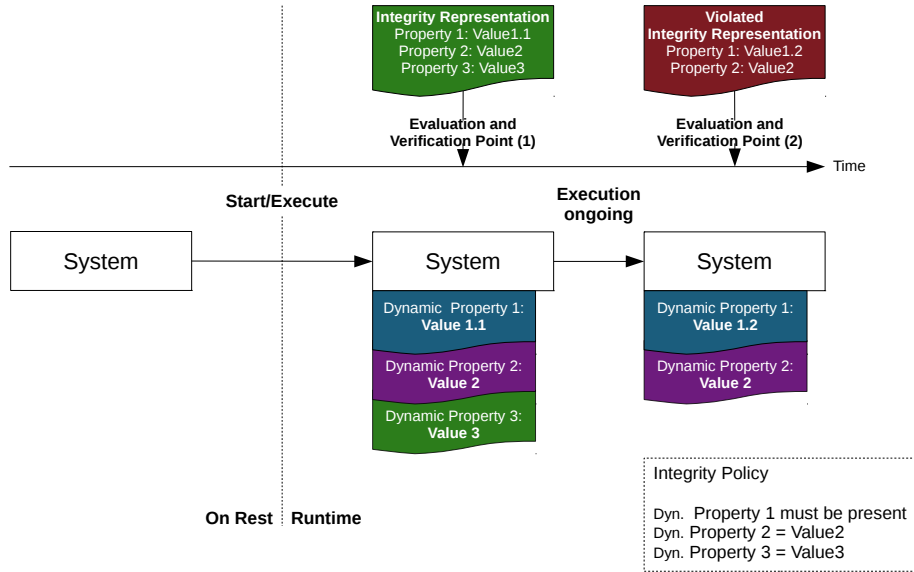 Integrity Representation
Property 1: Value1.1
Property 2: Value2
Property 3: Value3
Violated
Integrity Representation
Property 1: Value1.2
Property 2: Value2
Evaluation and
Verification Point (1)
Evaluation and
Verification Point (2)
Time
Start/Execute
Execution
ongoing
System
System
System
Dynamic Property 1:
Value 1.1
Dynamic Property 2:
Value 2
Dynamic Property 3:
Value 3
Dynamic Property 1:
Value 1.2
Dynamic Property 2:
Value 2
On Rest
Runtime
Integrity Policy
Dyn. Property 1 must be present
Dyn. Property 2 = Value2
Dyn. Property 3 = Value3